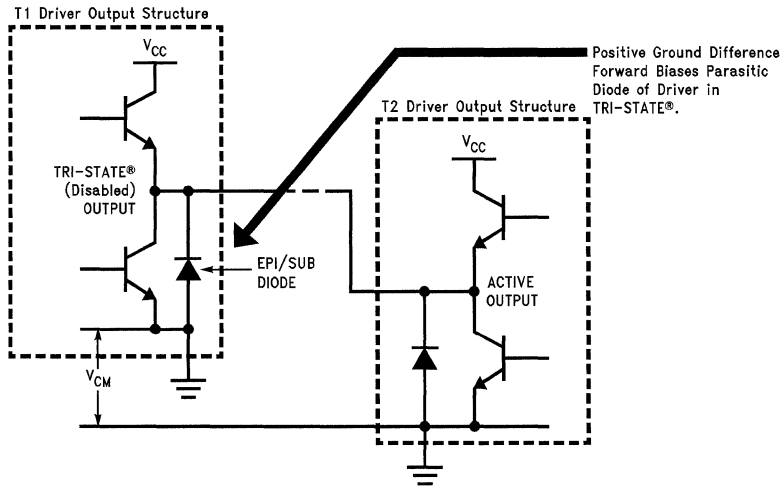 T1 Driver Output Structure
VCC
TRI-STATE®
(Disabled)
OUTPUT
EPI/SUB
DIODE
VCM
Positive Ground Difference
Forward Biases Parasitic
Diode of Driver in
TRI-STATE®.
T2 Driver Output Structure
VCC
ACTIVE
OUTPUT